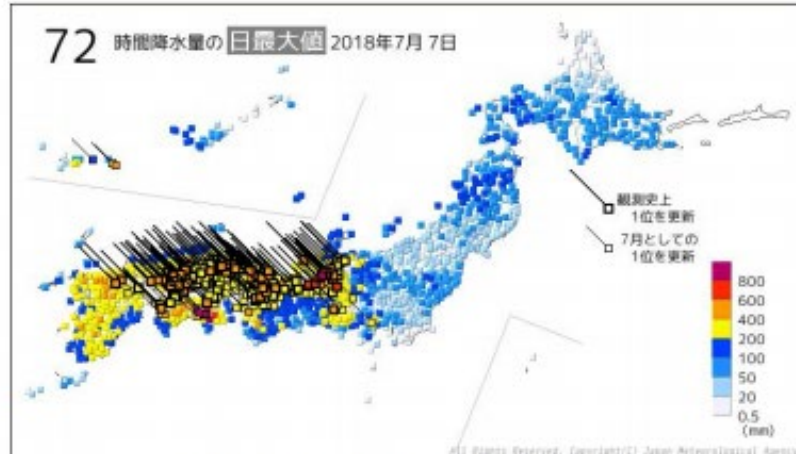 72 時間降水量の 日最大値 2018年7月 7日
観測史上
1位を更新
7月としての
1位を更新
800
600
400
200
100
50
20
0.5
(mm)
All Rights Reserved, Copyright(C) Japan Meteorological Agency